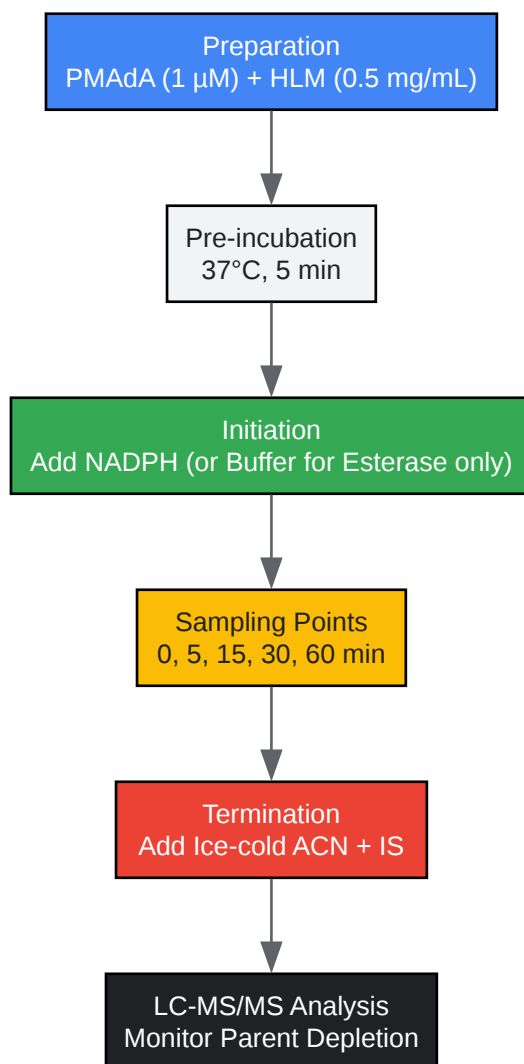 Preparation
PMAdA (1 µM) + HLM (0.5 mg/mL)
Pre-incubation
37°C, 5 min
Initiation
Add NADPH (or Buffer for Esterase only)
Sampling Points
0, 5, 15, 30, 60 min
Termination
Add Ice-cold ACN + IS
LC-MS/MS Analysis
Monitor Parent Depletion